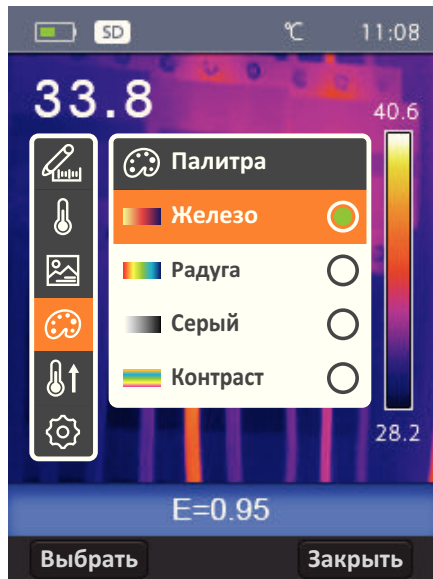 SD ℃ 11:08
33.8
40.6
Палитра
Железо
Радуга
Серый
Контраст
28.2
E=0.95
Выбрать Закрыть